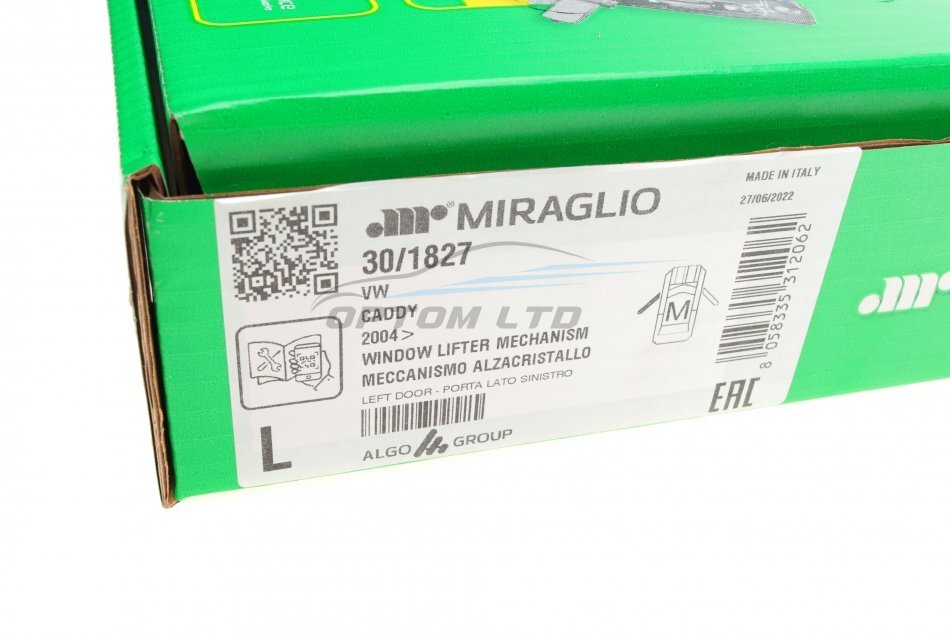 MIRAGLIO
MADE IN ITALY
27/06/2022
30/1827
VW
CADDY
2004 >
WINDOW LIFTER MECHANISM
MECCANISMO ALZACRISTALLO
LEFT DOOR - PORTA LATO SINISTRO
M
8 058335 312062
L
ALGO GROUP
EAC
OPTOM LTD